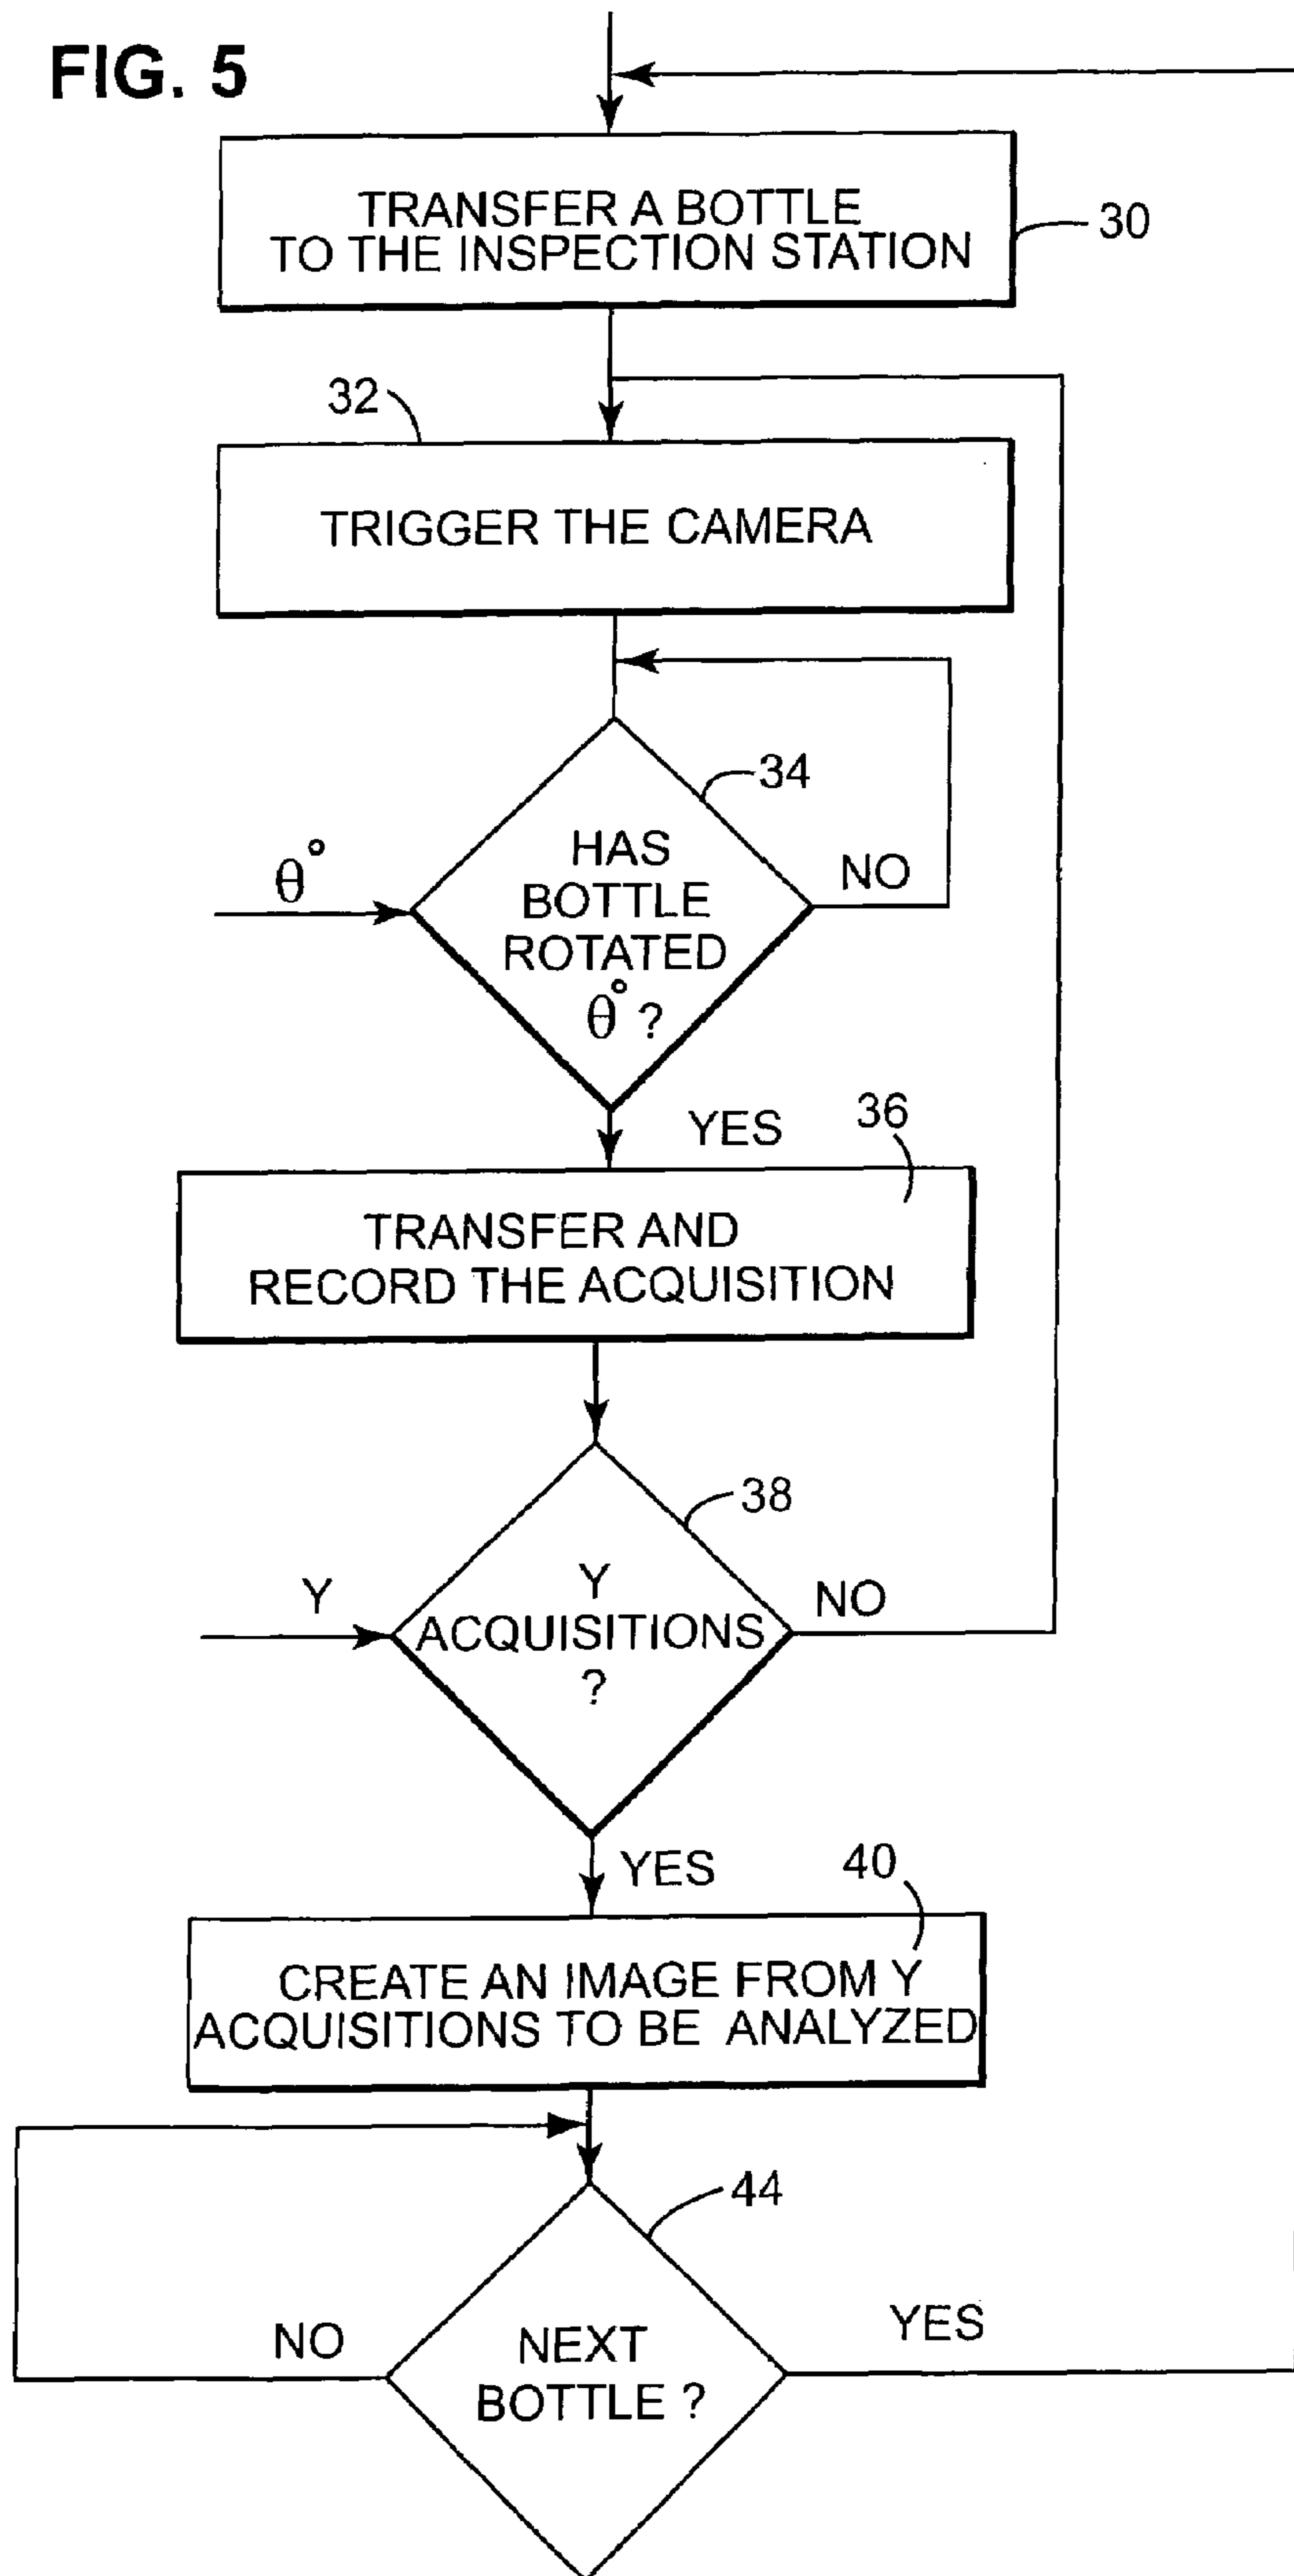 FIG. 5
TRANSFER A BOTTLE
TO THE INSPECTION STATION
30
32
TRIGGER THE CAMERA
34
HAS
BOTTLE
ROTATED
θ° ?
θ°
NO
YES
36
TRANSFER AND
RECORD THE ACQUISITION
38
Y
Y
ACQUISITIONS
?
NO
YES
40
CREATE AN IMAGE FROM Y
ACQUISITIONS TO BE ANALYZED
44
NO
NEXT
BOTTLE ?
YES